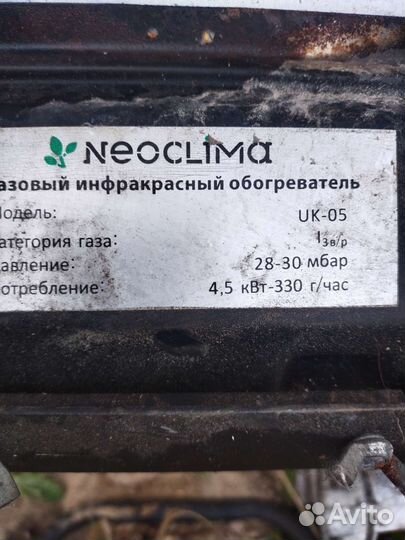 NEOCLIMA
азовый инфракрасный обогреватель
одель: UK-05
атегория газа: I3в/р
авление: 28-30 мбар
отребление: 4,5 кВт-330 г/час
Avito